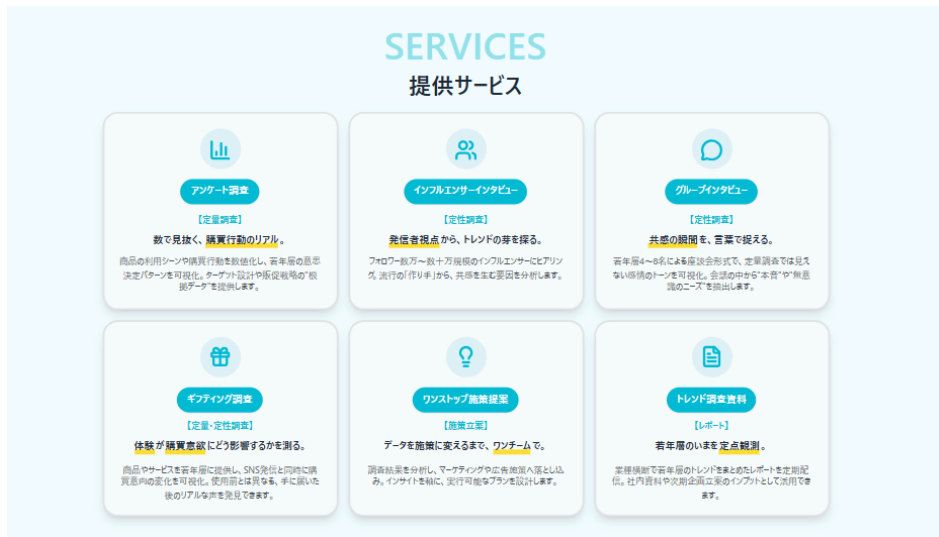 SERVICES
提供サービス
アンケート調査
【定量調査】
数で見抜く、購買行動のリアル。
商品の利用シーンや購買行動を数値化し、若年層の意思
決定パターンを可視化。ターゲット設計や販促戦略の“根
拠データ”を提供します。
インフルエンサーインタビュー
【定性調査】
発信者視点から、トレンドの芽を探る。
フォロワー数万〜数十万規模のインフルエンサーにヒアリン
グ。流行の「作り手」から、共感を生む要因を分析します。
グループインタビュー
【定性調査】
共感の瞬間を、言葉で捉える。
若年層4〜6名による座談会形式で、定量調査では見え
ない感情のトーンを可視化。会話の中から“本音”や“無意
識のニーズ”を抽出します。
ギフティング調査
【定量・定性調査】
体験が購買意欲にどう影響するかを測る。
商品やサービスを若年層に提供し、SNS発信と同時に購
買意向の変化を可視化。使用前とは異なる、手に届いた
後のリアルな声を発見できます。
ワンストップ施策提案
【施策立案】
データを施策に変えるまで、ワンチームで。
調査結果を分析し、マーケティングや広告施策へ落とし込
み。インサイトを軸に、実行可能なプランを設計します。
トレンド調査資料
【レポート】
若年層のいまを定点観測。
業種横断で若年層のトレンドをまとめたレポートを定期配
信。社内資料や次期企画立案のインプットとして活用でき
ます。